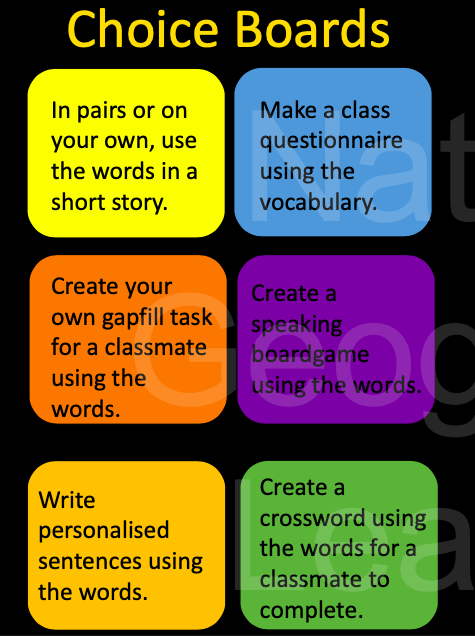 Choice Boards
In pairs or on
your own, use
the words in a
short story.
Make a class
questionnaire
using the
vocabulary.
Create your
own gapfill task
for a classmate
using the
words.
Create a
speaking
boardgame
using the words.
Write
personalised
sentences using
the words.
Create a
crossword using
the words for a
classmate to
complete.
Nat
Geog
Lea